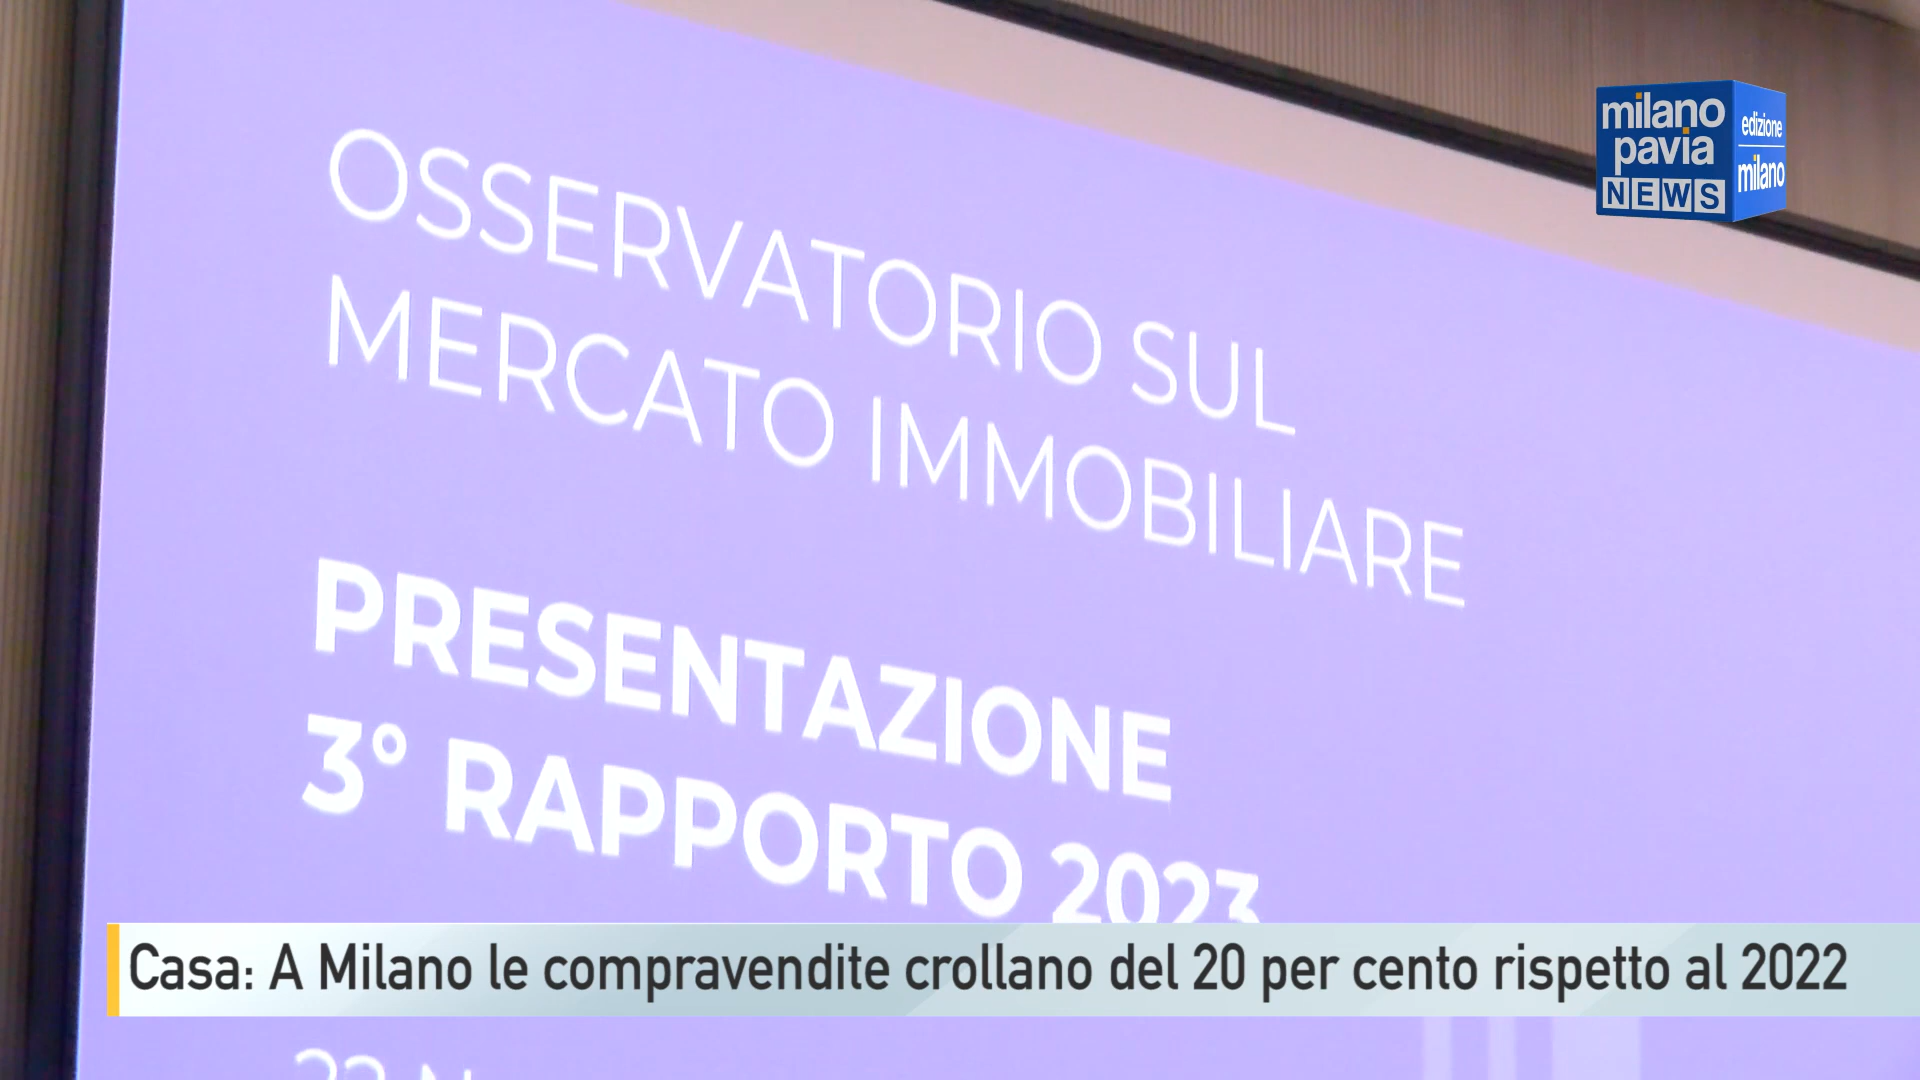 milano
pavia
NEWS
edizione
milano
OSSERVATORIO SUL
MERCATO IMMOBILIARE
PRESENTAZIONE
3° RAPPORTO 2023
Casa: A Milano le compravendite crollano del 20 per cento rispetto al 2022